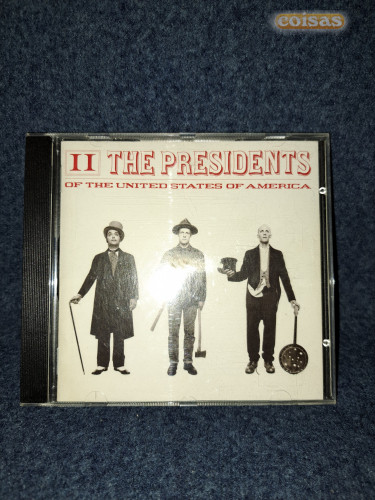 coisas
II THE PRESIDENTS
OF THE UNITED STATES OF AMERICA